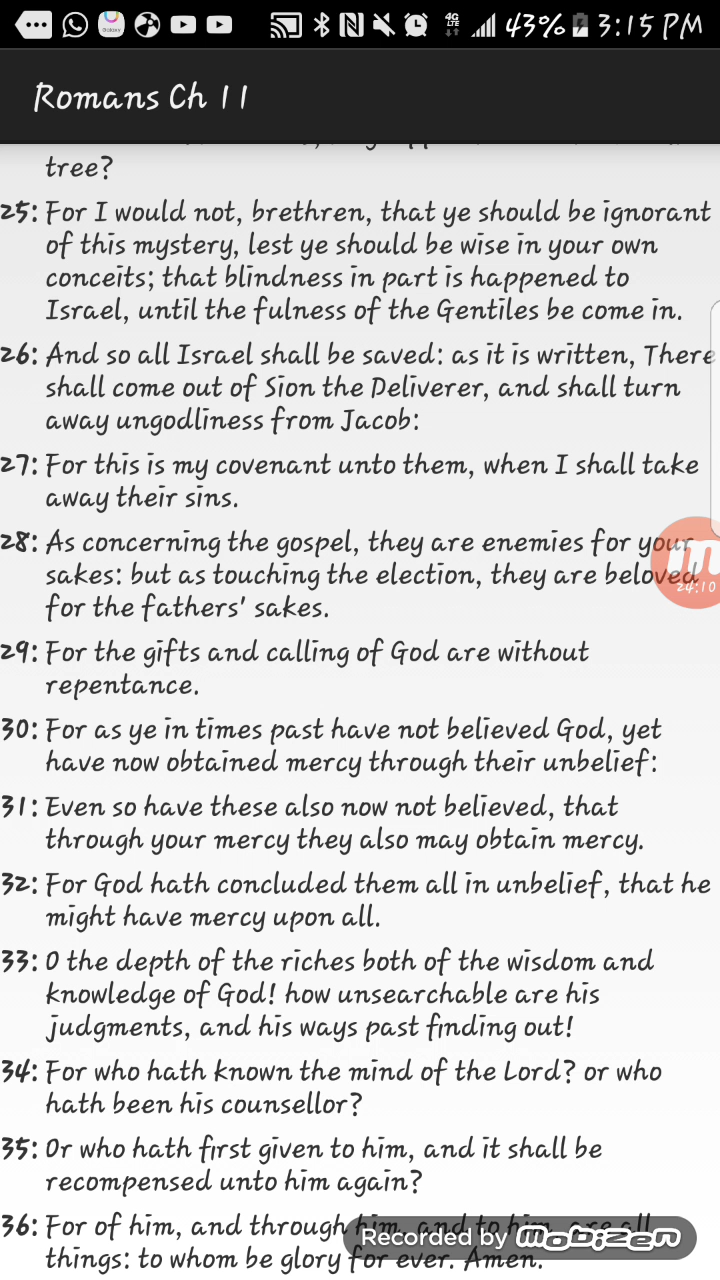 43% 3:15 PM
Romans Ch 11
tree?
25: For I would not, brethren, that ye should be ignorant
of this mystery, lest ye should be wise in your own
conceits; that blindness in part is happened to
Israel, until the fulness of the Gentiles be come in.
26: And so all Israel shall be saved: as it is written, There
shall come out of Sion the Deliverer, and shall turn
away ungodliness from Jacob:
27: For this is my covenant unto them, when I shall take
away their sins.
28: As concerning the gospel, they are enemies for your
sakes: but as touching the election, they are beloved
for the fathers' sakes.
24:10
29: For the gifts and calling of God are without
repentance.
30: For as ye in times past have not believed God, yet
have now obtained mercy through their unbelief:
31: Even so have these also now not believed, that
through your mercy they also may obtain mercy.
32: For God hath concluded them all in unbelief, that he
might have mercy upon all.
33: O the depth of the riches both of the wisdom and
knowledge of God! how unsearchable are his
judgments, and his ways past finding out!
34: For who hath known the mind of the Lord? or who
hath been his counsellor?
35: Or who hath first given to him, and it shall be
recompensed unto him again?
36: For of him, and through him, and to him, are all
things: to whom be glory for ever. Amen.
Recorded by mobizen